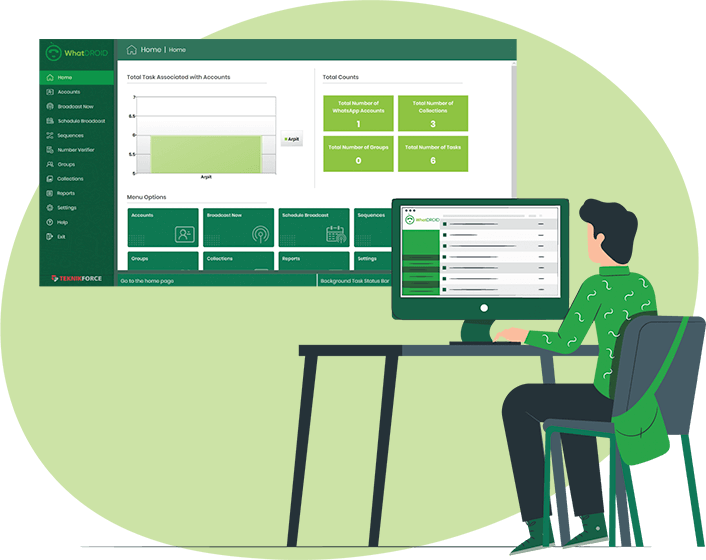 WhatDROID
Home | Home
Home
Accounts
Broadcast Now
Schedule Broadcast
Sequences
Number Verifier
Groups
Collections
Reports
Settings
Help
Exit
TEKNIKFORCE
Total Task Associated with Accounts
7
6.5
6
5.5
5
Arpit
Arpit
Total Counts
Total Number of
WhatsApp Accounts
1
Total Number of
Collections
3
Total Number of Groups
0
Total Number of Tasks
6
Menu Options
Accounts
Broadcast Now
Schedule Broadcast
Sequences
Groups
Collections
Reports
Settings
Go to the home page
Background Task Status Bar
WhatDROID